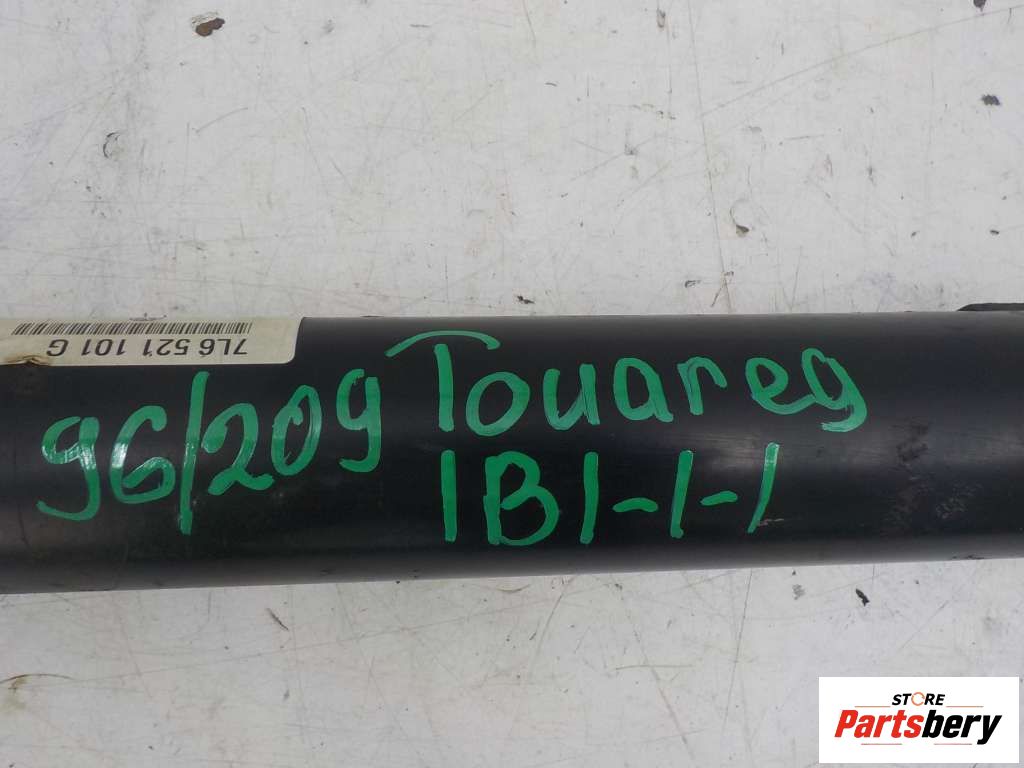 7L6 521 101 G
96/209 Touareg
1B1-1-1
STORE
Partsbery